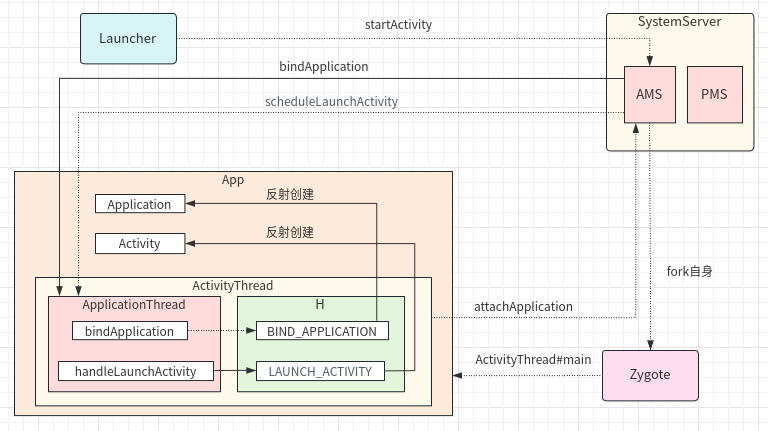 startActivity
SystemServer
Launcher
bindApplication
AMS
PMS
scheduleLaunchActivity
App
Application
反射创建
Activity
反射创建
fork自身
ActivityThread
ApplicationThread
H
attachApplication
bindApplication
BIND_APPLICATION
ActivityThread#main
handleLaunchActivity
LAUNCH_ACTIVITY
Zygote